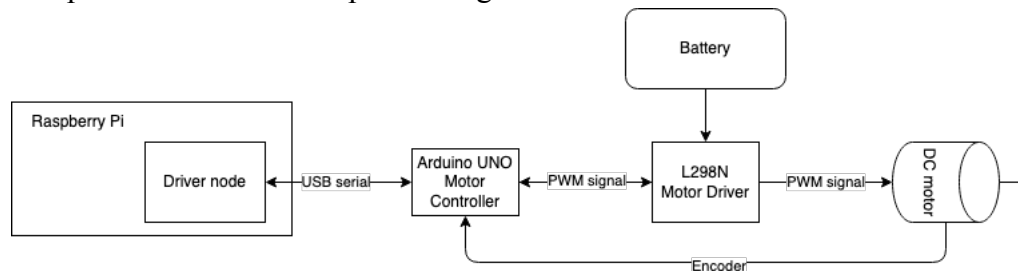 Battery
Raspberry Pi
Driver node
USB serial
Arduino UNO
Motor
Controller
PWM signal
L298N
Motor Driver
PWM signal
DC motor
Encoder